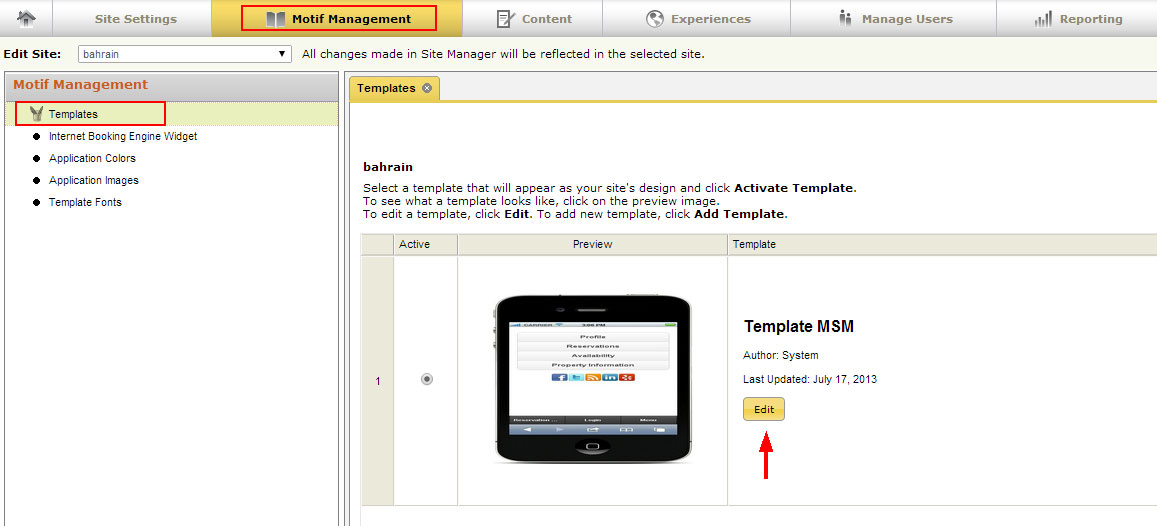 Site Settings
Motif Management
Content
Experiences
Manage Users
Reporting
Edit Site:
bahrain
All changes made in Site Manager will be reflected in the selected site.
Motif Management
Templates
Internet Booking Engine Widget
Application Colors
Application Images
Template Fonts
Templates
bahrain
Select a template that will appear as your site's design and click Activate Template.
To see what a template looks like, click on the preview image.
To edit a template, click Edit. To add new template, click Add Template.
Active
Preview
Template
1
CARRIER
3:00 PM
Profile
Reservations
Availability
Property Information
Reservation ...
Login
Menu
Template MSM
Author: System
Last Updated: July 17, 2013
Edit